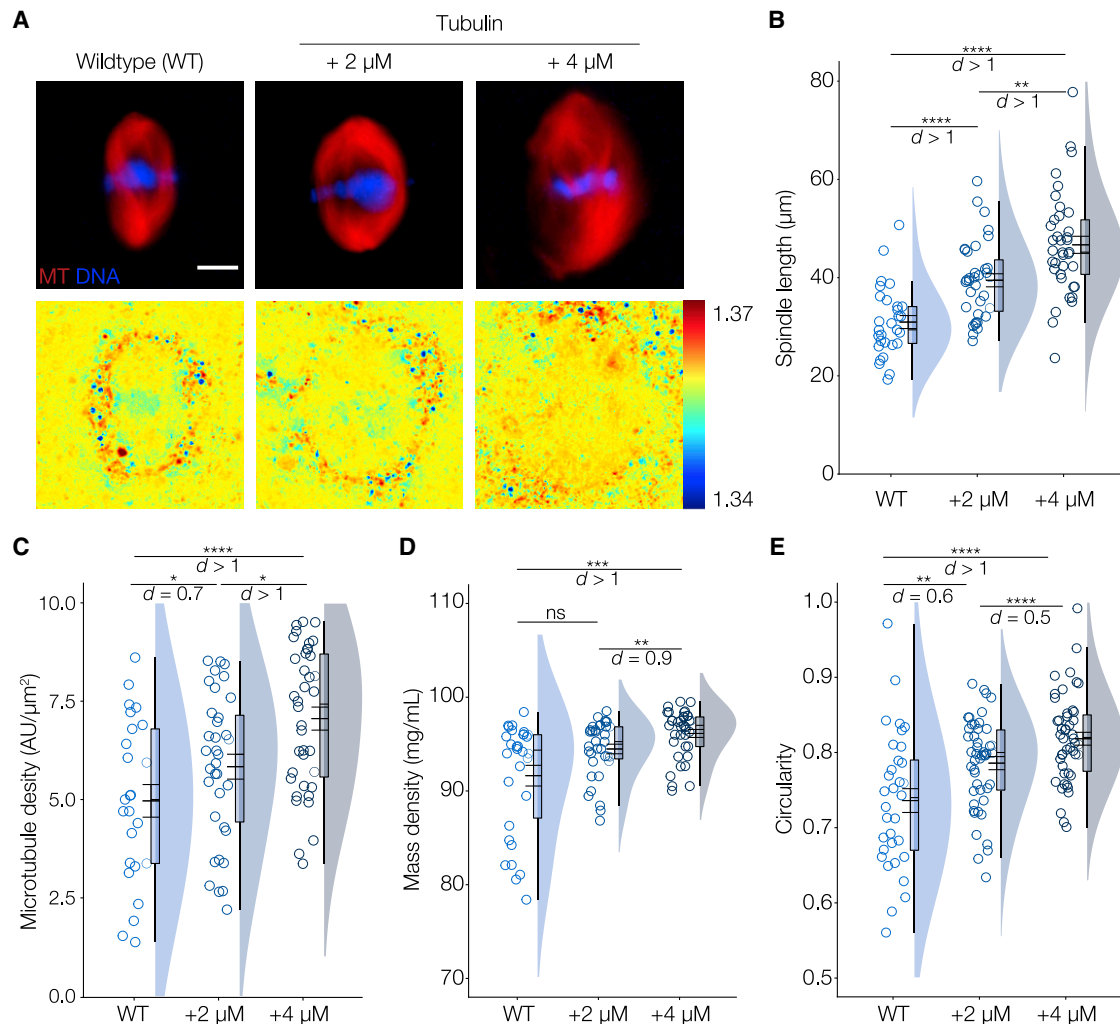 A
Tubulin
Wildtype (WT)
+ 2 µM
+ 4 µM
MT DNA
1.37
1.34
B
****
d > 1
**
d > 1
****
d > 1
Spindle length (µm)
80
60
40
20
0
WT
+2 µM
+4 µM
C
****
d > 1
*
d = 0.7
*
d > 1
Microtubule desity (AU/µm²)
10.0
7.5
5.0
2.5
0.0
WT
+2 µM
+4 µM
D
***
d > 1
ns
**
d = 0.9
Mass density (mg/mL)
110
100
90
80
70
WT
+2 µM
+4 µM
E
****
d > 1
**
d = 0.6
****
d = 0.5
Circularity
1.0
0.9
0.8
0.7
0.6
0.5
WT
+2 µM
+4 µM